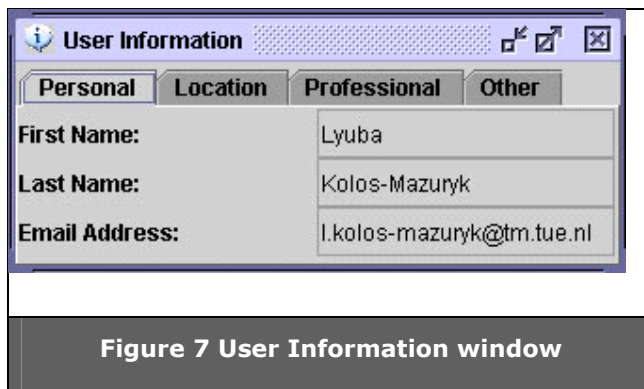 User Information
Personal Location Professional Other
First Name: Lyuba
Last Name: Kolos-Mazuryk
Email Address: l.kolos-mazuryk@tm.tue.nl
Figure 7 User Information window